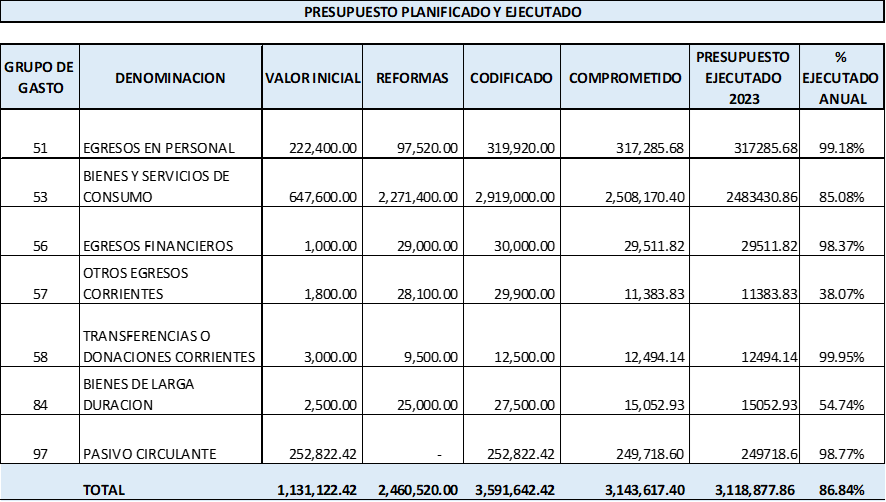 PRESUPUESTO PLANIFICADO Y EJECUTADO
GRUPO DE GASTO DENOMINACION VALOR INICIAL REFORMAS CODIFICADO COMPROMETIDO PRESUPUESTO EJECUTADO 2023 % EJECUTADO ANUAL
51 EGRESOS EN PERSONAL 222,400.00 97,520.00 319,920.00 317,285.68 317285.68 99.18%
53 BIENES Y SERVICIOS DE CONSUMO 647,600.00 2,271,400.00 2,919,000.00 2,508,170.40 2483430.86 85.08%
56 EGRESOS FINANCIEROS 1,000.00 29,000.00 30,000.00 29,511.82 29511.82 98.37%
57 OTROS EGRESOS CORRIENTES 1,800.00 28,100.00 29,900.00 11,383.83 11383.83 38.07%
58 TRANSFERENCIAS O DONACIONES CORRIENTES 3,000.00 9,500.00 12,500.00 12,494.14 12494.14 99.95%
84 BIENES DE LARGA DURACION 2,500.00 25,000.00 27,500.00 15,052.93 15052.93 54.74%
97 PASIVO CIRCULANTE 252,822.42 - 252,822.42 249,718.60 249718.6 98.77%
TOTAL 1,131,122.42 2,460,520.00 3,591,642.42 3,143,617.40 3,118,877.86 86.84%